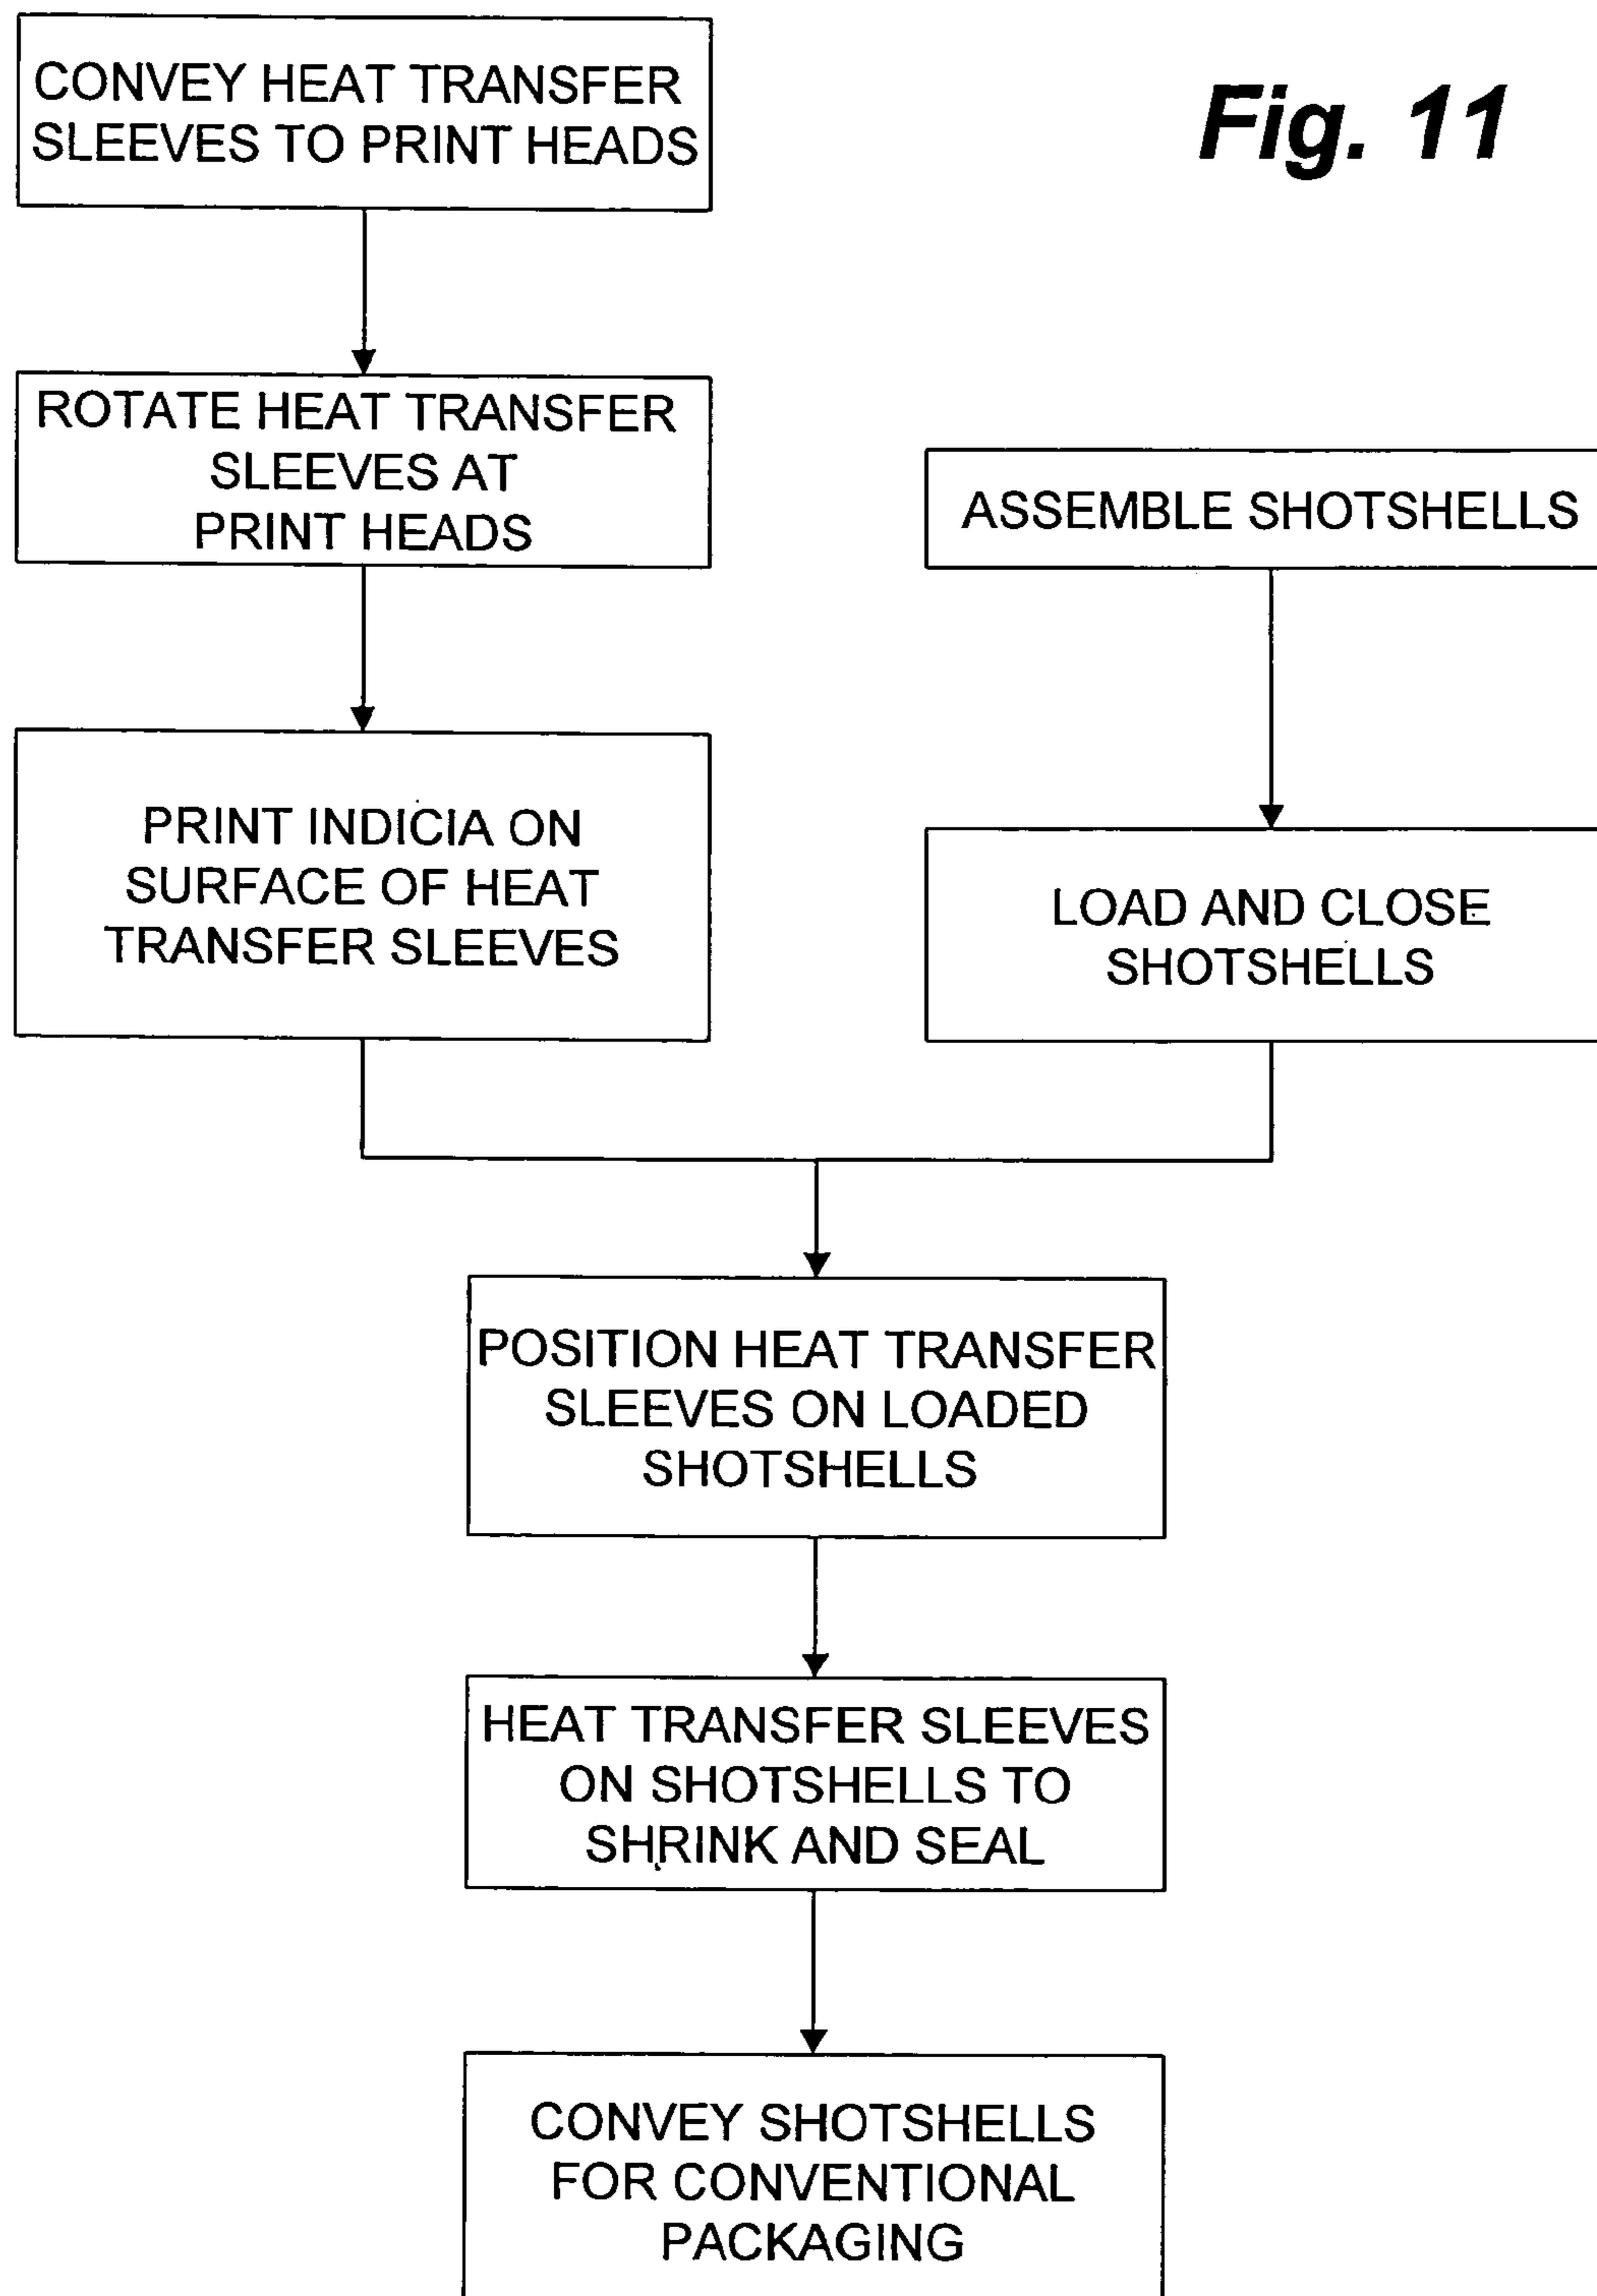 Fig. 11
CONVEY HEAT TRANSFER
SLEEVES TO PRINT HEADS
ROTATE HEAT TRANSFER
SLEEVES AT
PRINT HEADS
PRINT INDICIA ON
SURFACE OF HEAT
TRANSFER SLEEVES
ASSEMBLE SHOTSHELLS
LOAD AND CLOSE
SHOTSHELLS
POSITION HEAT TRANSFER
SLEEVES ON LOADED
SHOTSHELLS
HEAT TRANSFER SLEEVES
ON SHOTSHELLS TO
SHRINK AND SEAL
CONVEY SHOTSHELLS
FOR CONVENTIONAL
PACKAGING